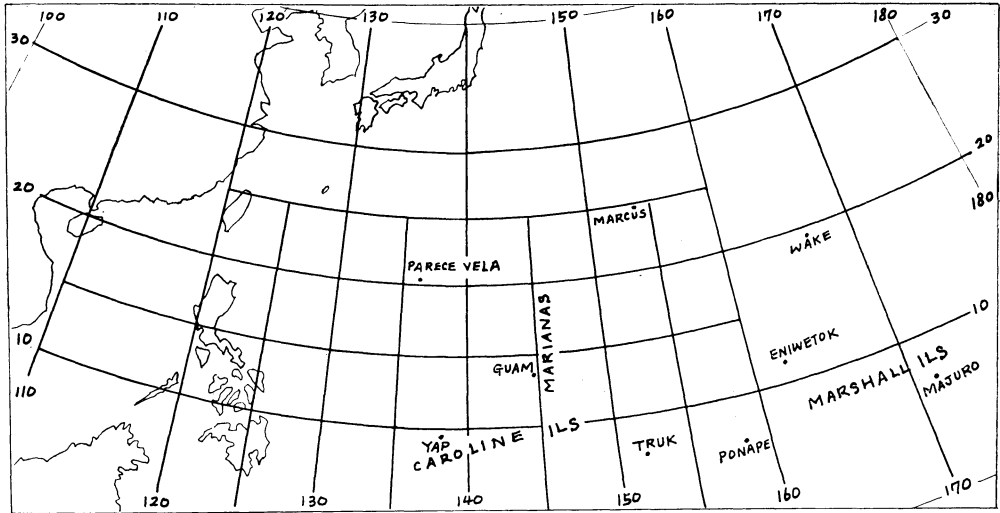 100
110
120
130
140
150
160
170
180
30
30
20
20
180
MARCUS
WAKE
PARECE VELA
MARIANAS
GUAM
10
10
ENIWETOK
MARSHALL ILS
MAJURO
110
YAP
CAROLINE ILS
TRUK
PONAPE
120
130
140
150
160
170